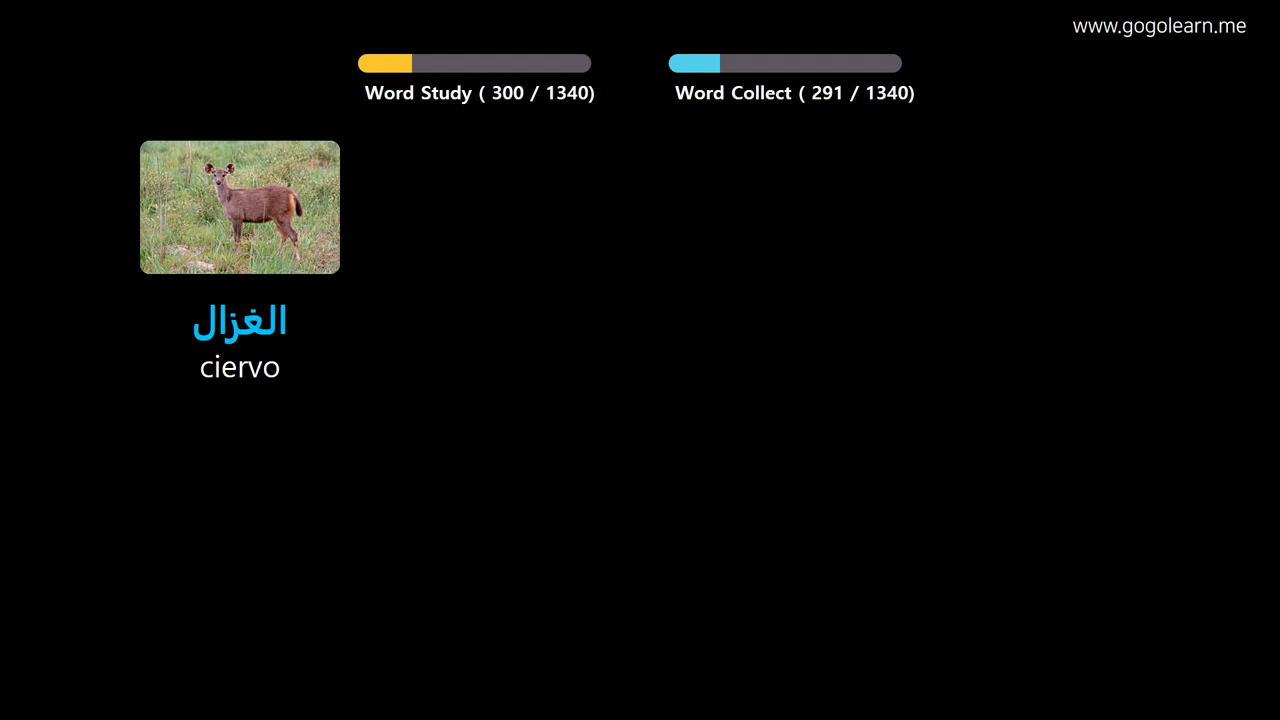 www.gogolearn.me
Word Study ( 300 / 1340)
Word Collect ( 291 / 1340)
الغزال
ciervo